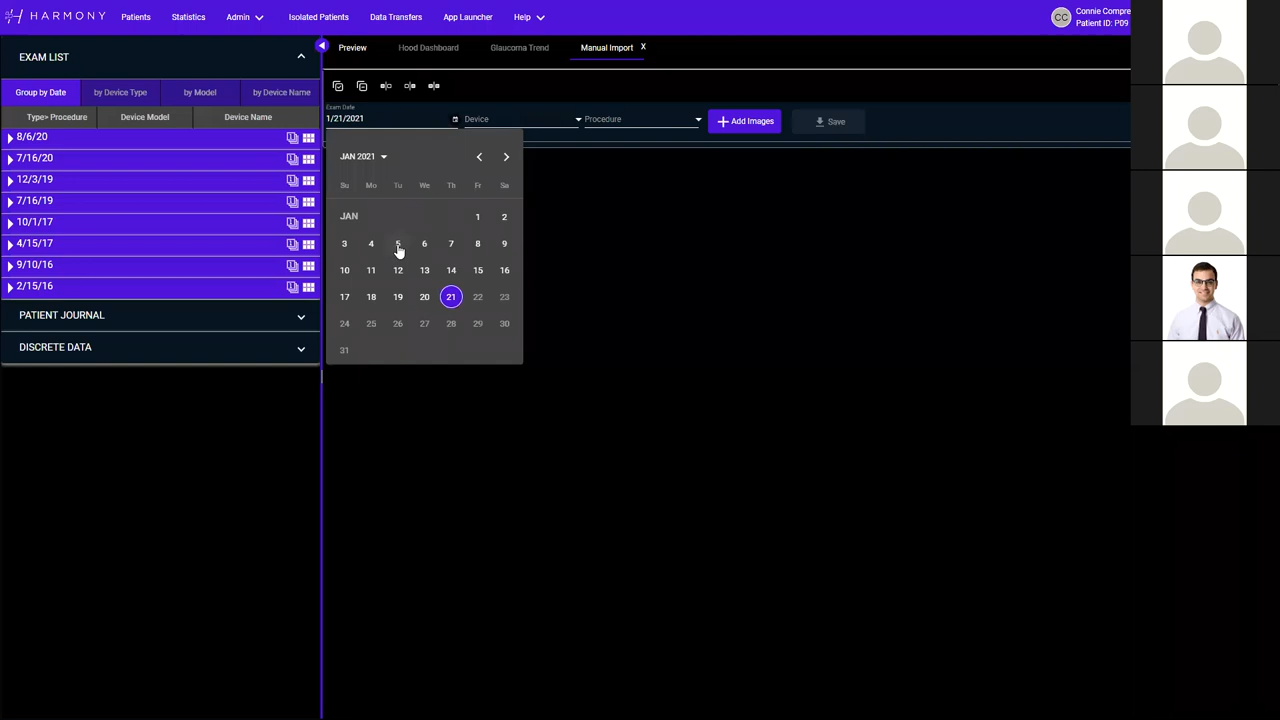 HARMONY
Patients Statistics Admin Isolated Patients Data Transfers App Launcher Help
CC Connie Compre
Patient ID: P09
EXAM LIST
Group by Date by Device Type by Model by Device Name
Type> Procedure Device Model Device Name
8/6/20
7/16/20
12/3/19
7/16/19
10/1/17
4/15/17
9/10/16
2/15/16
PATIENT JOURNAL
DISCRETE DATA
Preview Hood Dashboard Glaucoma Trend Manual Import X
Exam Date
1/21/2021 Device Procedure + Add Images Save
JAN 2021
Su Mo Tu We Th Fr Sa
JAN 1 2
3 4 5 6 7 8 9
10 11 12 13 14 15 16
17 18 19 20 21 22 23
24 25 26 27 28 29 30
31